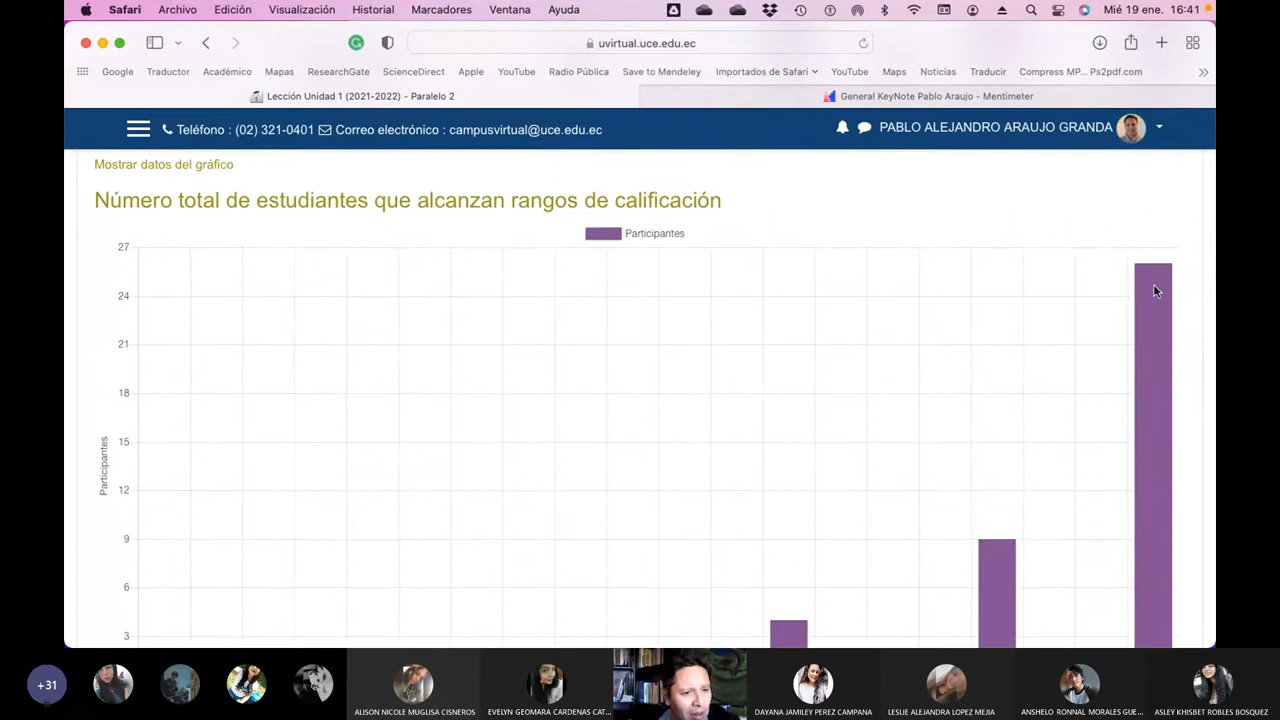 Safari Archivo Edición Visualización Historial Marcadores Ventana Ayuda Mié 19 ene. 16:41
uvirtual.uce.edu.ec
Google Traductor Académico Mapas ResearchGate ScienceDirect Apple YouTube Radio Pública Save to Mendeley Importados de Safari YouTube Maps Noticias Traducir Compress MP... Ps2pdf.com
Lección Unidad 1 (2021-2022) - Paralelo 2 General KeyNote Pablo Araujo - Mentimeter
Teléfono : (02) 321-0401 Correo electrónico : campusvirtual@uce.edu.ec PABLO ALEJANDRO ARAUJO GRANDA
Mostrar datos del gráfico
Número total de estudiantes que alcanzan rangos de calificación
Participantes
27
24
21
18
15
12
9
6
3
Participantes
+31
ALISON NICOLE MUGLISA CISNEROS EVELYN GEOMARA CARDENAS CAT... DAYANA JAMILEY PEREZ CAMPANA LESLIE ALEJANDRA LOPEZ MEJIA ANSHELO RONNAL MORALES GUE... ASLEY KHISBET ROBLES BOSQUEZ